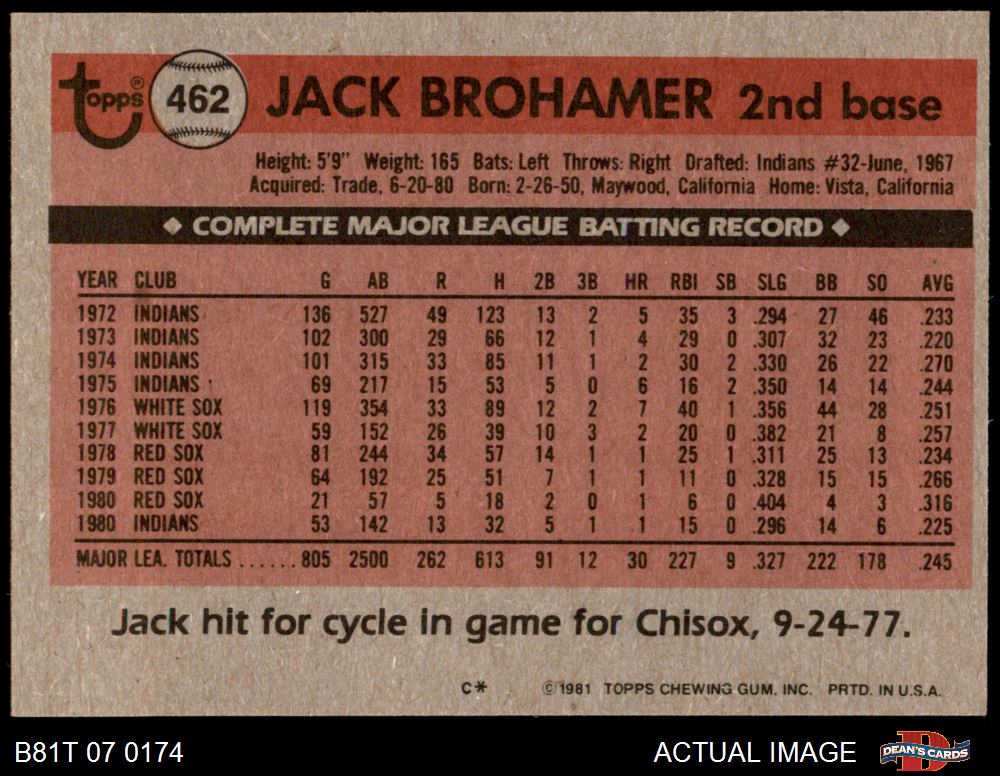 Topps® 462 JACK BROHAMER 2nd base
Height: 5'9" Weight: 165 Bats: Left Throws: Right Drafted: Indians #32-June, 1967
Acquired: Trade, 6-20-80 Born: 2-26-50, Maywood, California Home: Vista, California
◆ COMPLETE MAJOR LEAGUE BATTING RECORD ◆
YEAR CLUB G AB R H 2B 3B HR RBI SB SLG BB SO AVG
1972 INDIANS 136 527 49 123 13 2 5 35 3 .294 27 46 .233
1973 INDIANS 102 300 29 66 12 1 4 29 0 .307 32 23 .220
1974 INDIANS 101 315 33 85 11 1 2 30 2 .330 26 22 .270
1975 INDIANS 69 217 15 53 5 0 6 16 2 .350 14 14 .244
1976 WHITE SOX 119 354 33 89 12 2 7 40 1 .356 44 28 .251
1977 WHITE SOX 59 152 26 39 10 3 2 20 0 .382 21 8 .257
1978 RED SOX 81 244 34 57 14 1 1 25 1 .311 25 13 .234
1979 RED SOX 64 192 25 51 7 1 1 11 0 .328 15 15 .266
1980 RED SOX 21 57 5 18 2 0 1 6 0 .404 4 3 .316
1980 INDIANS 53 142 13 32 5 1 1 15 0 .296 14 6 .225
MAJOR LEA. TOTALS ...... 805 2500 262 613 91 12 30 227 9 .327 222 178 .245
Jack hit for cycle in game for Chisox, 9-24-77.
C* ©1981 TOPPS CHEWING GUM, INC. PRTD. IN U.S.A.
B81T 07 0174 ACTUAL IMAGE D DEAN'S CARDS